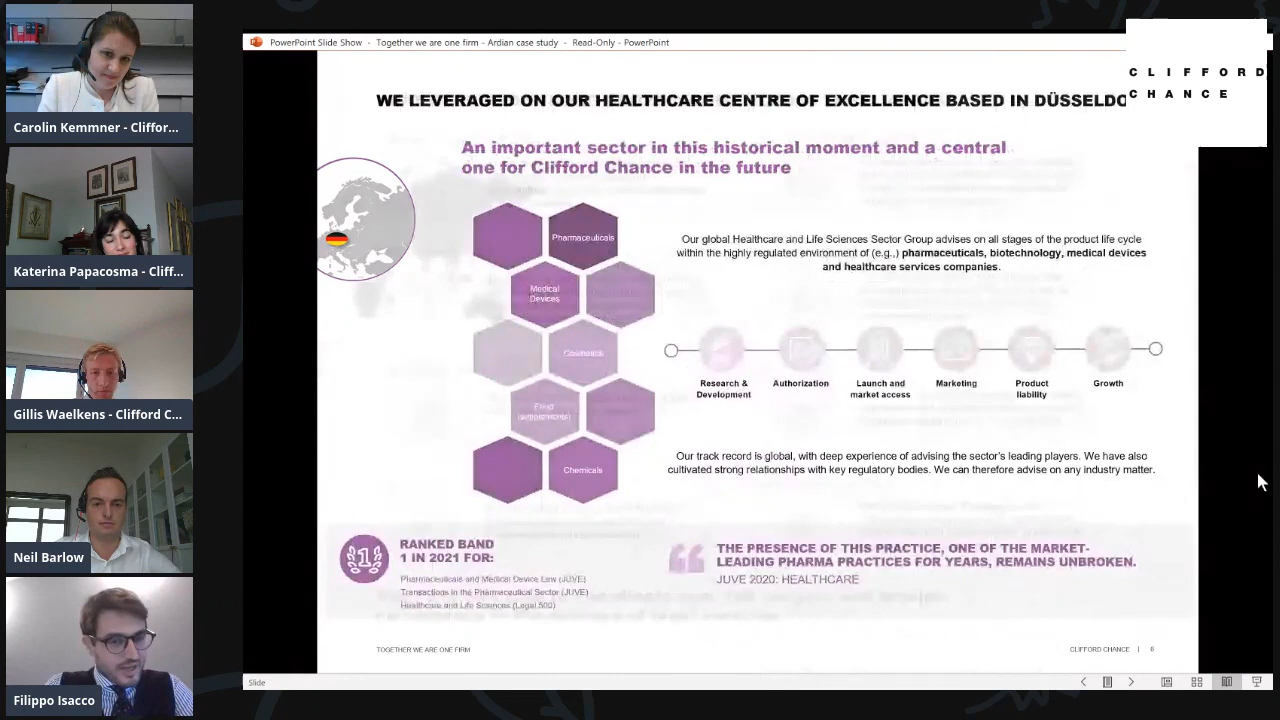 Carolin Kemmner - Cliffor...
Katerina Papacosma - Cliff...
Gillis Waelkens - Clifford C...
Neil Barlow
Filippo Isacco
PowerPoint Slide Show - Together we are one firm - Ardian case study - Read-Only - PowerPoint
CLIFFORD
CHANCE
WE LEVERAGED ON OUR HEALTHCARE CENTRE OF EXCELLENCE BASED IN DÜSSELDO
An important sector in this historical moment and a central
one for Clifford Chance in the future
Pharmaceuticals
Medical
Devices
Cosmetics
Food
(supplements)
Chemicals
Our global Healthcare and Life Sciences Sector Group advises on all stages of the product life cycle
within the highly regulated environment of (e.g.,) pharmaceuticals, biotechnology, medical devices
and healthcare services companies.
Research &
Development
Authorization
Launch and
market access
Marketing
Product
liability
Growth
Our track record is global, with deep experience of advising the sector's leading players. We have also
cultivated strong relationships with key regulatory bodies. We can therefore advise on any industry matter.
1
RANKED BAND
1 IN 2021 FOR:
Pharmaceuticals and Medical Device Law (JUVE)
Transactions in the Pharmaceutical Sector (JUVE)
Healthcare and Life Sciences (Legal 500)
THE PRESENCE OF THIS PRACTICE, ONE OF THE MARKET-
LEADING PHARMA PRACTICES FOR YEARS, REMAINS UNBROKEN.
JUVE 2020: HEALTHCARE
TOGETHER WE ARE ONE FIRM
CLIFFORD CHANCE | 6
Slide